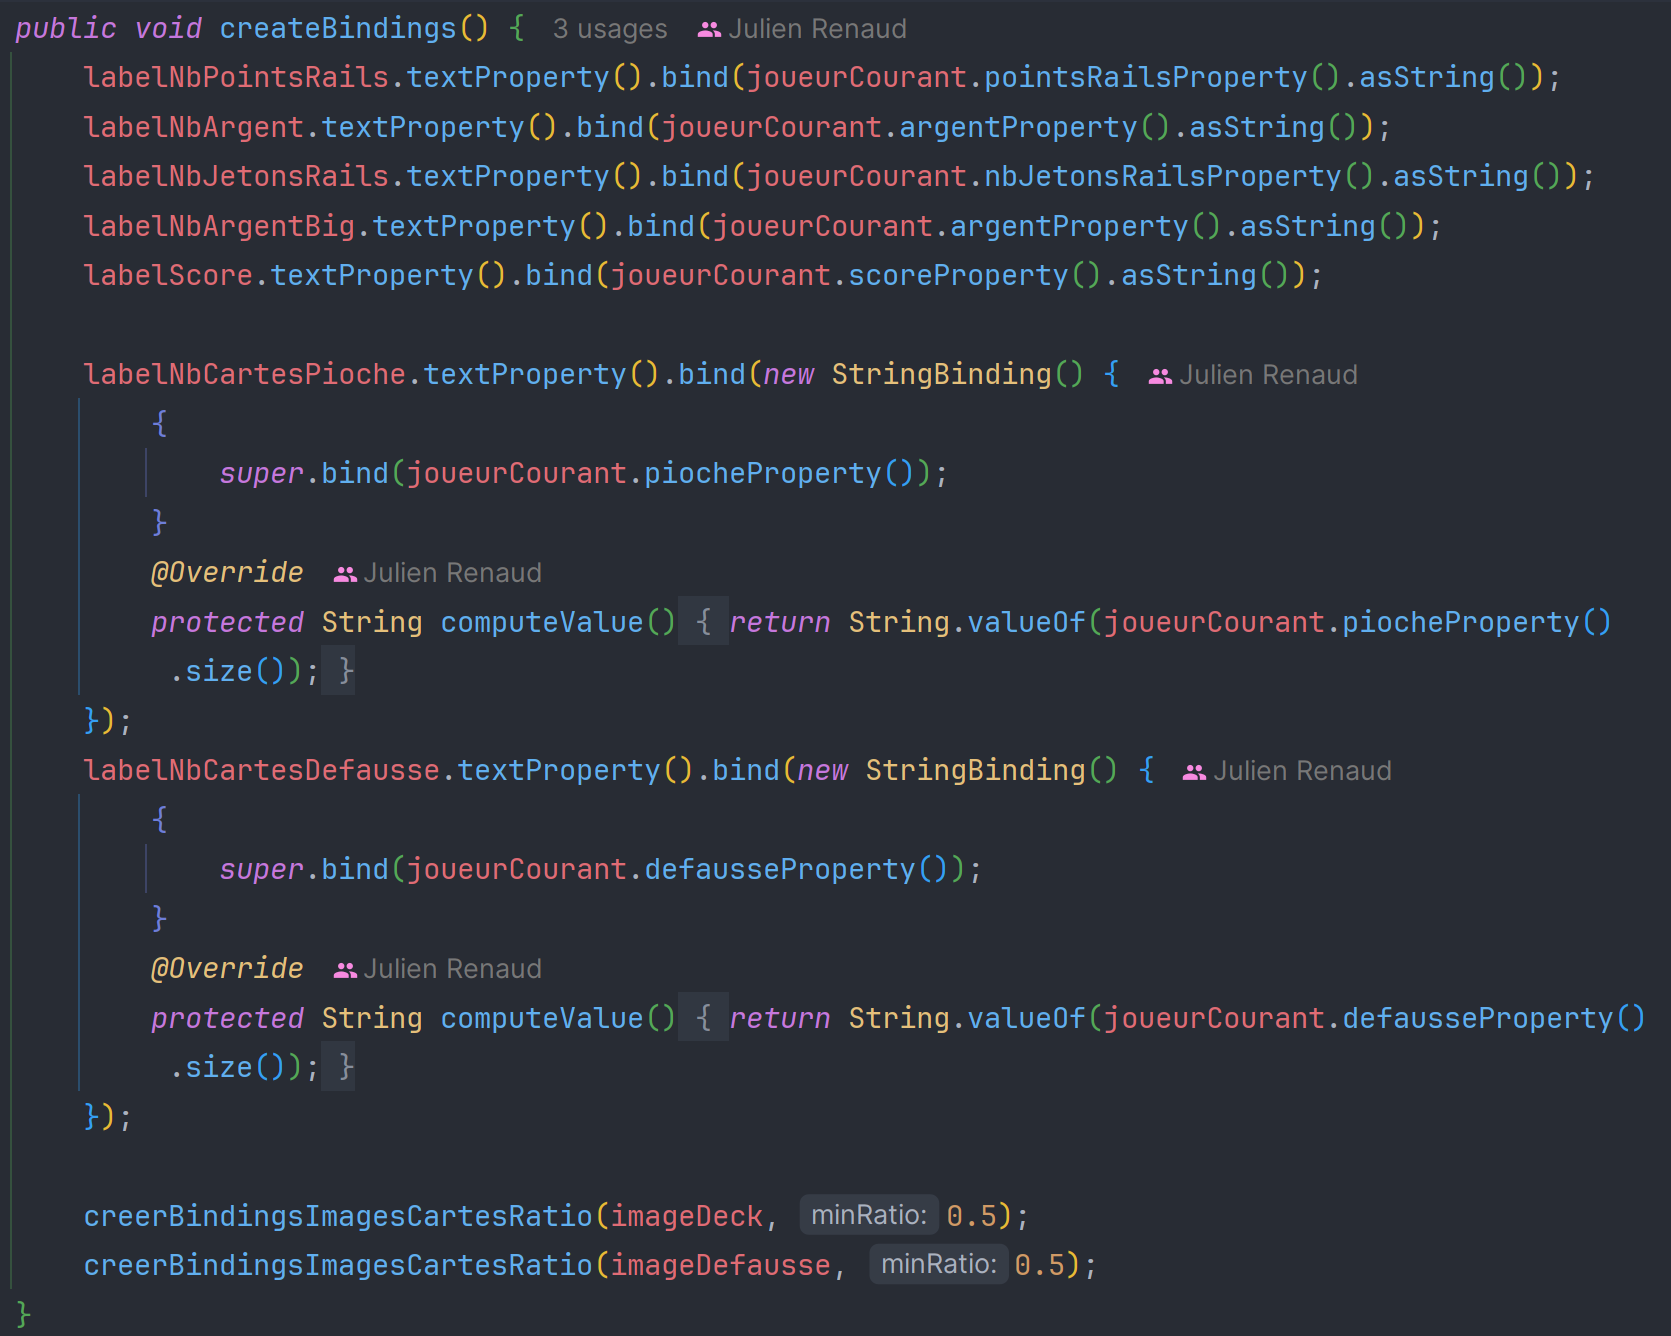 public void createBindings() { 3 usages Julien Renaud
labelNbPointsRails.textProperty().bind(joueurCourant.pointsRailsProperty().asString());
labelNbArgent.textProperty().bind(joueurCourant.argentProperty().asString());
labelNbJetonsRails.textProperty().bind(joueurCourant.nbJetonsRailsProperty().asString());
labelNbArgentBig.textProperty().bind(joueurCourant.argentProperty().asString());
labelScore.textProperty().bind(joueurCourant.scoreProperty().asString());
labelNbCartesPioche.textProperty().bind(new StringBinding() { Julien Renaud
{
super.bind(joueurCourant.piocheProperty());
}
@Override Julien Renaud
protected String computeValue() { return String.valueOf(joueurCourant.piocheProperty()
.size()); }
});
labelNbCartesDefausse.textProperty().bind(new StringBinding() { Julien Renaud
{
super.bind(joueurCourant.defausseProperty());
}
@Override Julien Renaud
protected String computeValue() { return String.valueOf(joueurCourant.defausseProperty()
.size()); }
});
creerBindingsImagesCartesRatio(imageDeck, minRatio: 0.5);
creerBindingsImagesCartesRatio(imageDefausse, minRatio: 0.5);
}